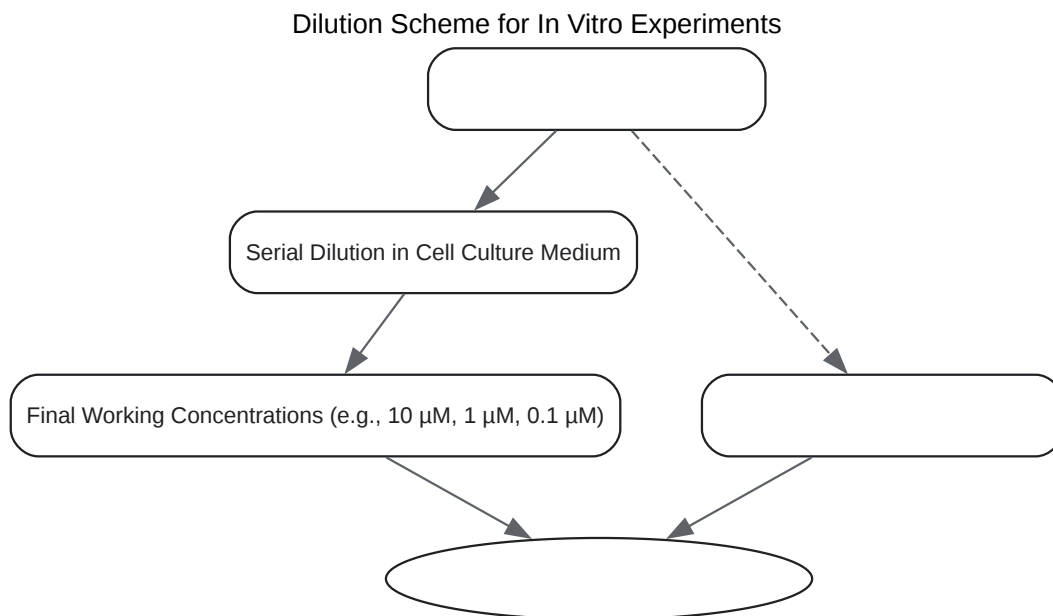 Dilution Scheme for In Vitro Experiments
Serial Dilution in Cell Culture Medium
Final Working Concentrations (e.g., 10 µM, 1 µM, 0.1 µM)